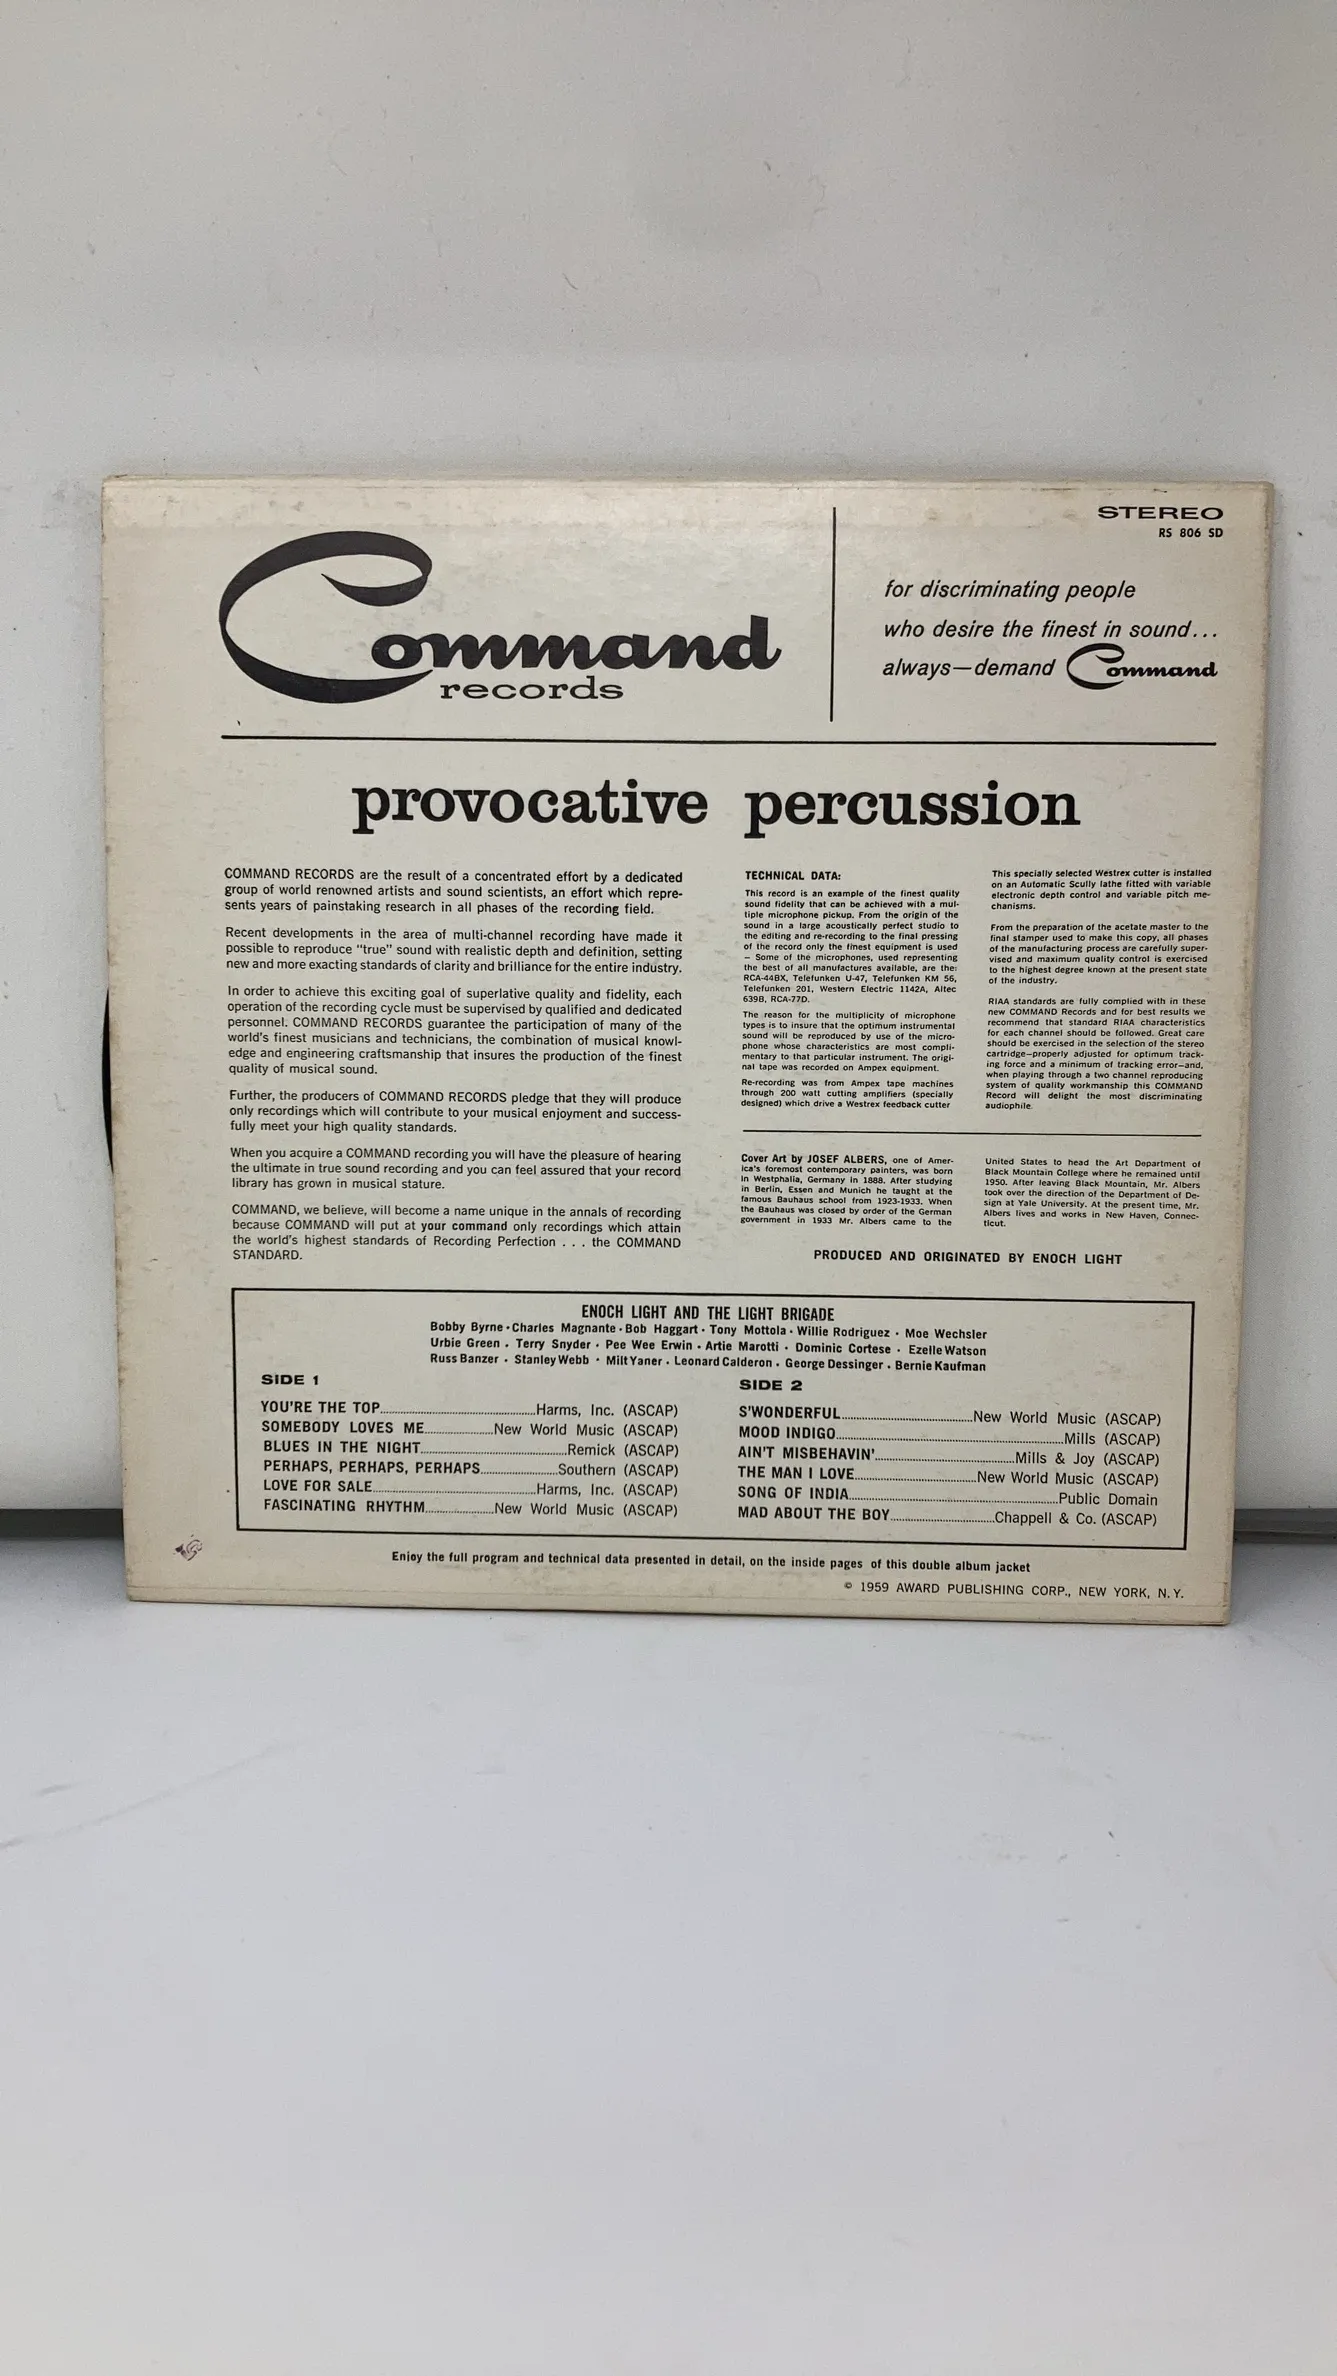 STEREO
RS 806 SD
Command
records
for discriminating people
who desire the finest in sound...
always—demand Command
provocative percussion
COMMAND RECORDS are the result of a concentrated effort by a dedicated
group of world renowned artists and sound scientists, an effort which repre-
sents years of painstaking research in all phases of the recording field.
Recent developments in the area of multi-channel recording have made it
possible to reproduce "true" sound with realistic depth and definition, setting
new and more exacting standards of clarity and brilliance for the entire industry.
In order to achieve this exciting goal of superlative quality and fidelity, each
operation of the recording cycle must be supervised by qualified and dedicated
personnel. COMMAND RECORDS guarantee the participation of many of the
world's finest musicians and technicians, the combination of musical knowl-
edge and engineering craftsmanship that insures the production of the finest
quality of musical sound.
Further, the producers of COMMAND RECORDS pledge that they will produce
only recordings which will contribute to your musical enjoyment and success-
fully meet your high quality standards.
When you acquire a COMMAND recording you will have the pleasure of hearing
the ultimate in true sound recording and you can feel assured that your record
library has grown in musical stature.
COMMAND, we believe, will become a name unique in the annals of recording
because COMMAND will put at your command only recordings which attain
the world's highest standards of Recording Perfection . . . the COMMAND
STANDARD.
TECHNICAL DATA:
This record is an example of the finest quality
sound fidelity that can be achieved with a mul-
tiple microphone pickup. From the origin of the
sound in a large acoustically perfect studio to
the editing and re-recording to the final pressing
of the record only the finest equipment is used
— Some of the microphones, used representing
the best of all manufactures available, are the:
RCA-44BX, Telefunken U-47, Telefunken KM 56,
Telefunken 201, Western Electric 1142A, Altec
639B, RCA-77D.
The reason for the multiplicity of microphone
types is to insure that the optimum instrumental
sound will be reproduced by use of the micro-
phone whose characteristics are most compli-
mentary to that particular instrument. The origi-
nal tape was recorded on Ampex equipment.
Re-recording was from Ampex tape machines
through 200 watt cutting amplifiers (specially
designed) which drive a Westrex feedback cutter
This specially selected Westrex cutter is installed
on an Automatic Scully lathe fitted with variable
electronic depth control and variable pitch me-
chanisms.
From the preparation of the acetate master to the
final stamper used to make this copy, all phases
of the manufacturing process are carefully super-
vised and maximum quality control is exercised
to the highest degree known at the present state
of the industry.
RIAA standards are fully complied with in these
new COMMAND Records and for best results we
recommend that standard RIAA characteristics
for each channel should be followed. Great care
should be exercised in the selection of the stereo
cartridge—properly adjusted for optimum track-
ing force and a minimum of tracking error—and,
when playing through a two channel reproducing
system of quality workmanship this COMMAND
Record will delight the most discriminating
audiophile.
Cover Art by JOSEF ALBERS, one of Amer-
ica's foremost contemporary painters, was born
in Westphalia, Germany in 1888. After studying
in Berlin, Essen and Munich he taught at the
famous Bauhaus school from 1923-1933. When
the Bauhaus was closed by order of the German
government in 1933 Mr. Albers came to the
United States to head the Art Department of
Black Mountain College where he remained until
1950. After leaving Black Mountain, Mr. Albers
took over the direction of the Department of De-
sign at Yale University. At the present time, Mr.
Albers lives and works in New Haven, Connec-
ticut.
PRODUCED AND ORIGINATED BY ENOCH LIGHT
ENOCH LIGHT AND THE LIGHT BRIGADE
Bobby Byrne • Charles Magnante • Bob Haggart • Tony Mottola • Willie Rodriguez • Moe Wechsler
Urbie Green • Terry Snyder • Pee Wee Erwin • Artie Marotti • Dominic Cortese • Ezelle Watson
Russ Banzer • Stanley Webb • Milt Yaner • Leonard Calderon • George Dessinger • Bernie Kaufman
SIDE 1
YOU'RE THE TOP........Harms, Inc. (ASCAP)
SOMEBODY LOVES ME........New World Music (ASCAP)
BLUES IN THE NIGHT........Remick (ASCAP)
PERHAPS, PERHAPS, PERHAPS........Southern (ASCAP)
LOVE FOR SALE........Harms, Inc. (ASCAP)
FASCINATING RHYTHM........New World Music (ASCAP)
SIDE 2
S'WONDERFUL........New World Music (ASCAP)
MOOD INDIGO........Mills (ASCAP)
AIN'T MISBEHAVIN'........Mills & Joy (ASCAP)
THE MAN I LOVE........New World Music (ASCAP)
SONG OF INDIA........Public Domain
MAD ABOUT THE BOY........Chappell & Co. (ASCAP)
Enjoy the full program and technical data presented in detail, on the inside pages of this double album jacket
© 1959 AWARD PUBLISHING CORP., NEW YORK, N.Y.